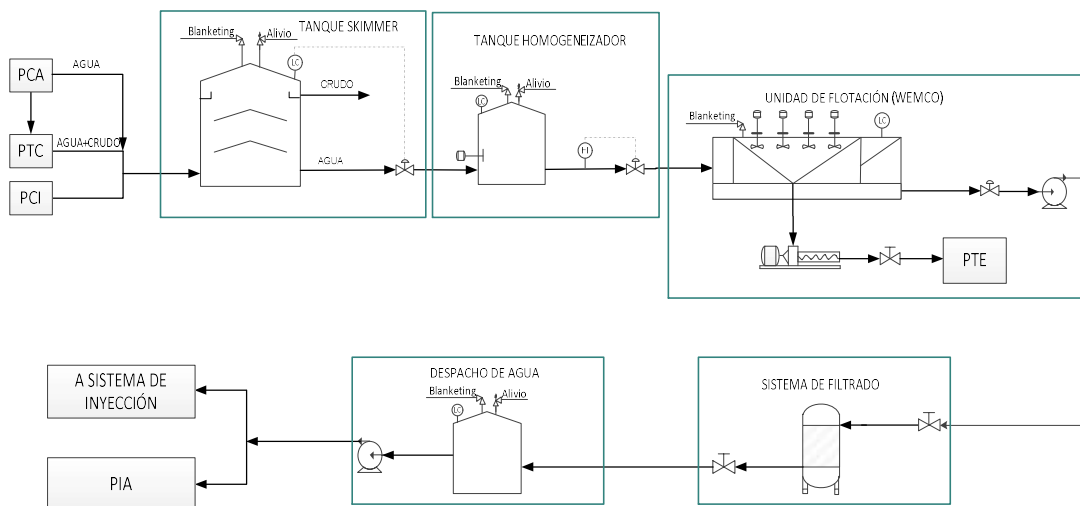 TANQUE SKIMMER
Blanketing
Alivio
LC
PCA
AGUA
CRUDO
PTC
AGUA+CRUDO
AGUA
PCI
TANQUE HOMOGENEIZADOR
Blanketing
Alivio
LC
FI
UNIDAD DE FLOTACIÓN (WEMCO)
Blanketing
LC
PTE
A SISTEMA DE
INYECCIÓN
PIA
DESPACHO DE AGUA
Blanketing
Alivio
LC
SISTEMA DE FILTRADO